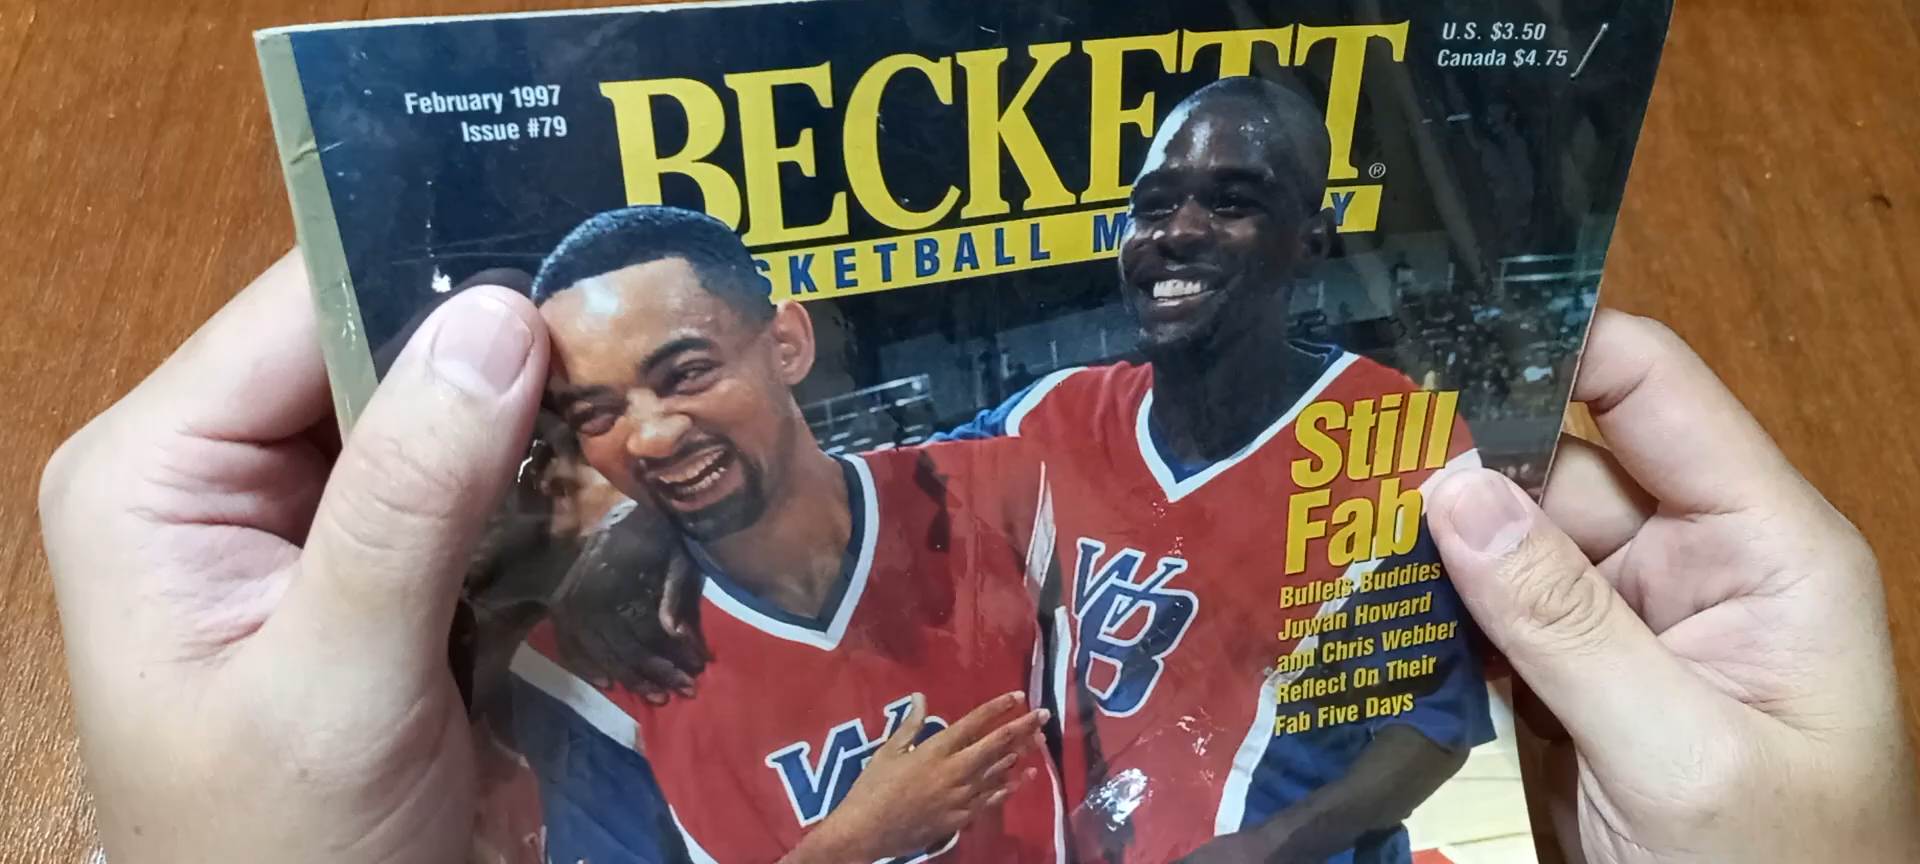 February 1997
Issue #79
BECKETT®
SKETBALL M Y
U.S. $3.50
Canada $4.75
Still
Fab
Bullets Buddies
Juwan Howard
and Chris Webber
Reflect On Their
Fab Five Days
WB
W